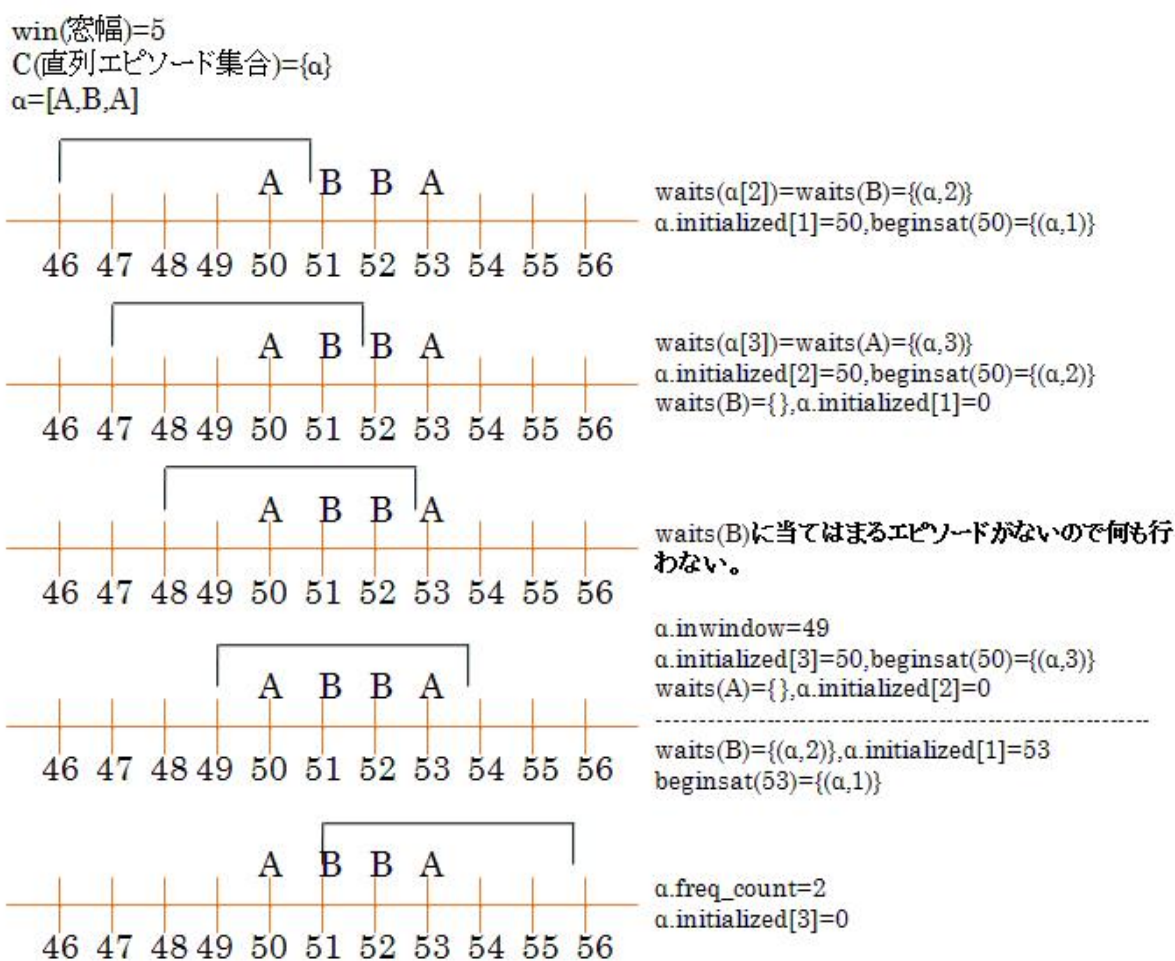 win(窓幅)=5
C(直列エピソード集合)={α}
α=[A,B,A]
A B B A
46 47 48 49 50 51 52 53 54 55 56
waits(α[2])=waits(B)={(α,2)}
α.initialized[1]=50,beginsat(50)={(α,1)}
A B B A
46 47 48 49 50 51 52 53 54 55 56
waits(α[3])=waits(A)={(α,3)}
α.initialized[2]=50,beginsat(50)={(α,2)}
waits(B)={},α.initialized[1]=0
A B B A
46 47 48 49 50 51 52 53 54 55 56
waits(B)に当てはまるエピソードがないので何も行
わない。
A B B A
46 47 48 49 50 51 52 53 54 55 56
α.inwindow=49
α.initialized[3]=50,beginsat(50)={(α,3)}
waits(A)={},α.initialized[2]=0
waits(B)={(α,2)},α.initialized[1]=53
beginsat(53)={(α,1)}
A B B A
46 47 48 49 50 51 52 53 54 55 56
α.freq_count=2
α.initialized[3]=0